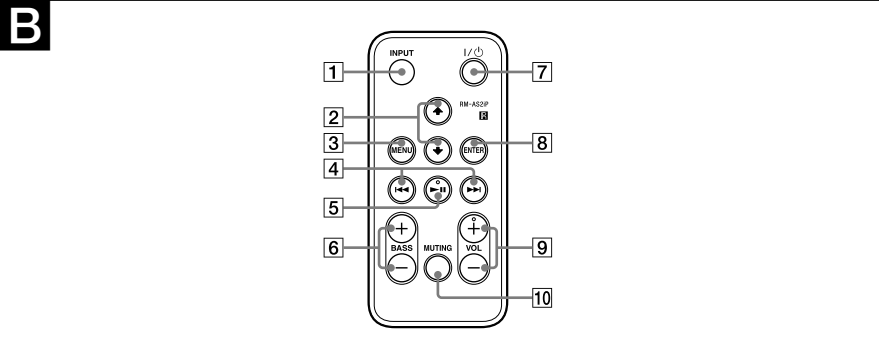 B
INPUT
I/⏻
1
7
RM-AS2iP
R
2
3
MENU
ENTER
8
4
5
+
+
6
BASS
MUTING
VOL
9
−
−
10